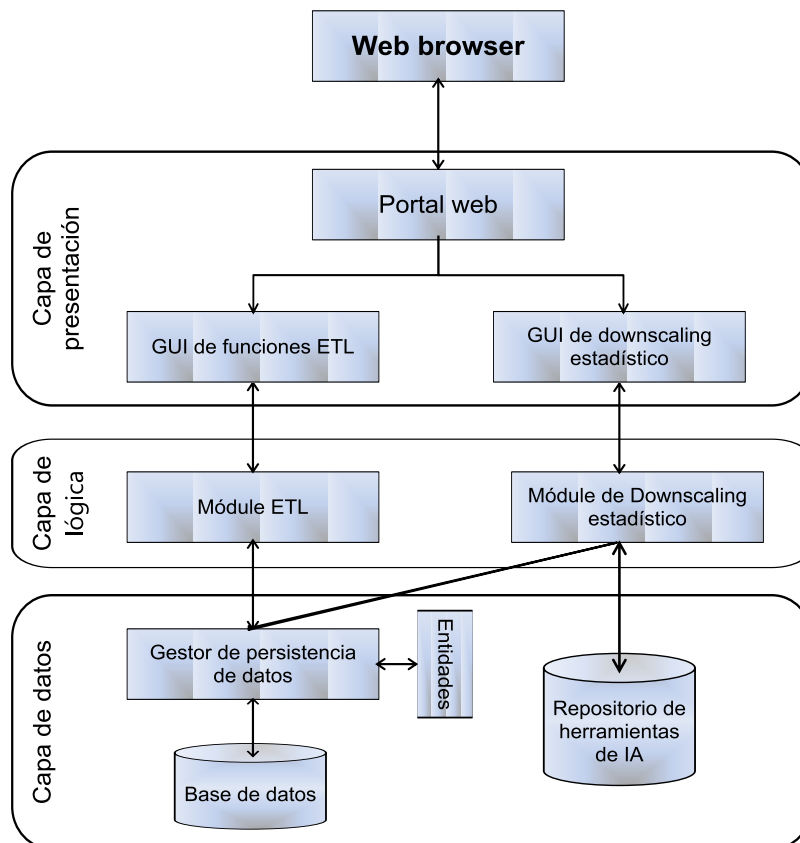 Web browser
Capa de
presentación
Portal web
GUI de funciones ETL
GUI de downscaling
estadístico
Capa de
lógica
Módule ETL
Módule de Downscaling
estadístico
Capa de datos
Gestor de persistencia
de datos
Entidades
Repositorio de
herramientas
de IA
Base de datos